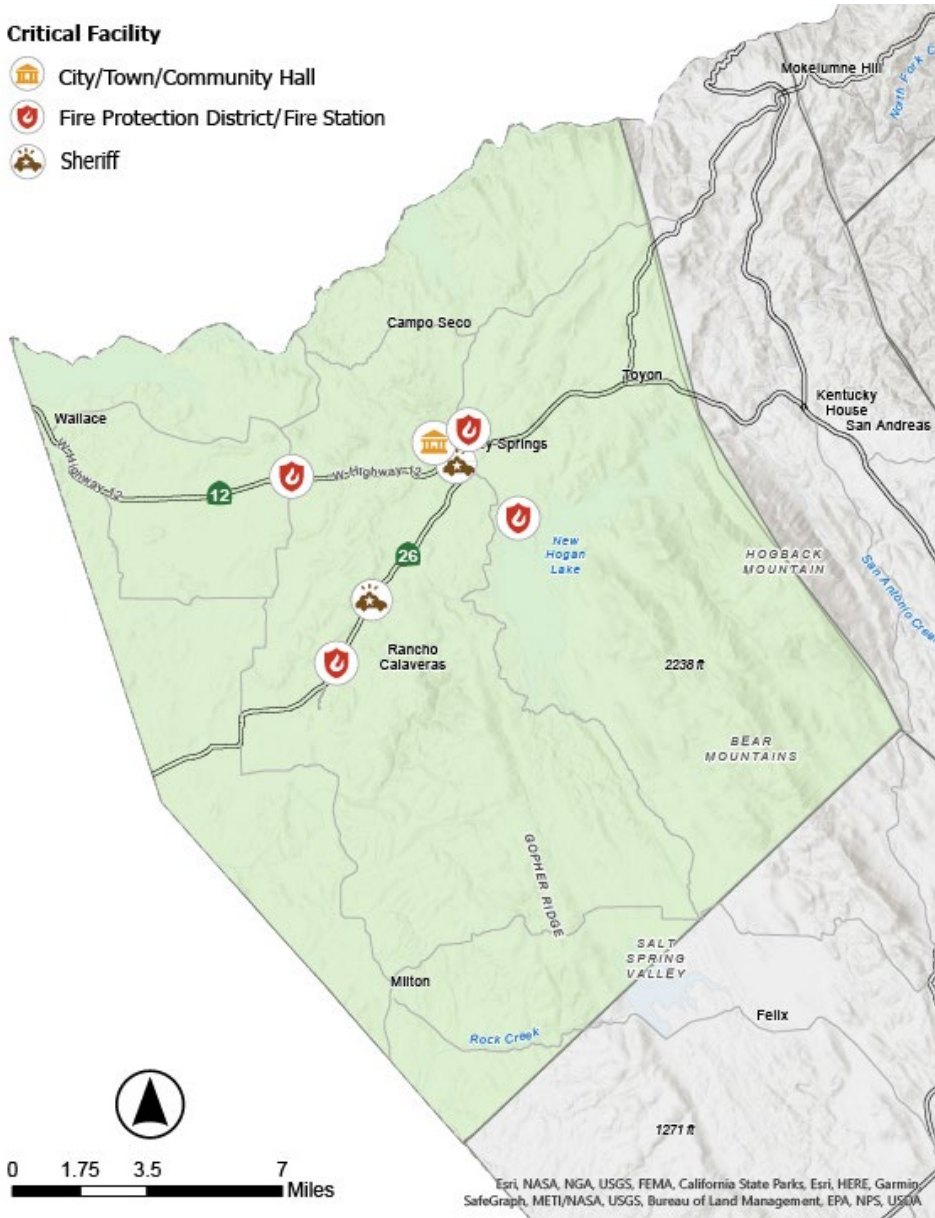 Critical Facility
City/Town/Community Hall
Fire Protection District/Fire Station
Sheriff
Mokelumne Hill
North Fork C
Campo Seco
Toyon
Kentucky
House
San Andreas
Wallace
W-Highway-12
12
W-Highway-12
ey-Springs
26
New
Hogan
Lake
HOGBACK
MOUNTAIN
San Antonio Creek
Rancho
Calaveras
2238 ft
BEAR
MOUNTAINS
GOPHER RIDGE
SALT
SPRING
VALLEY
Milton
Felix
Rock Creek
1271 ft
0 1.75 3.5 7
Miles
Esri, NASA, NGA, USGS, FEMA, California State Parks, Esri, HERE, Garmin,
SafeGraph, METI/NASA, USGS, Bureau of Land Management, EPA, NPS, USDA